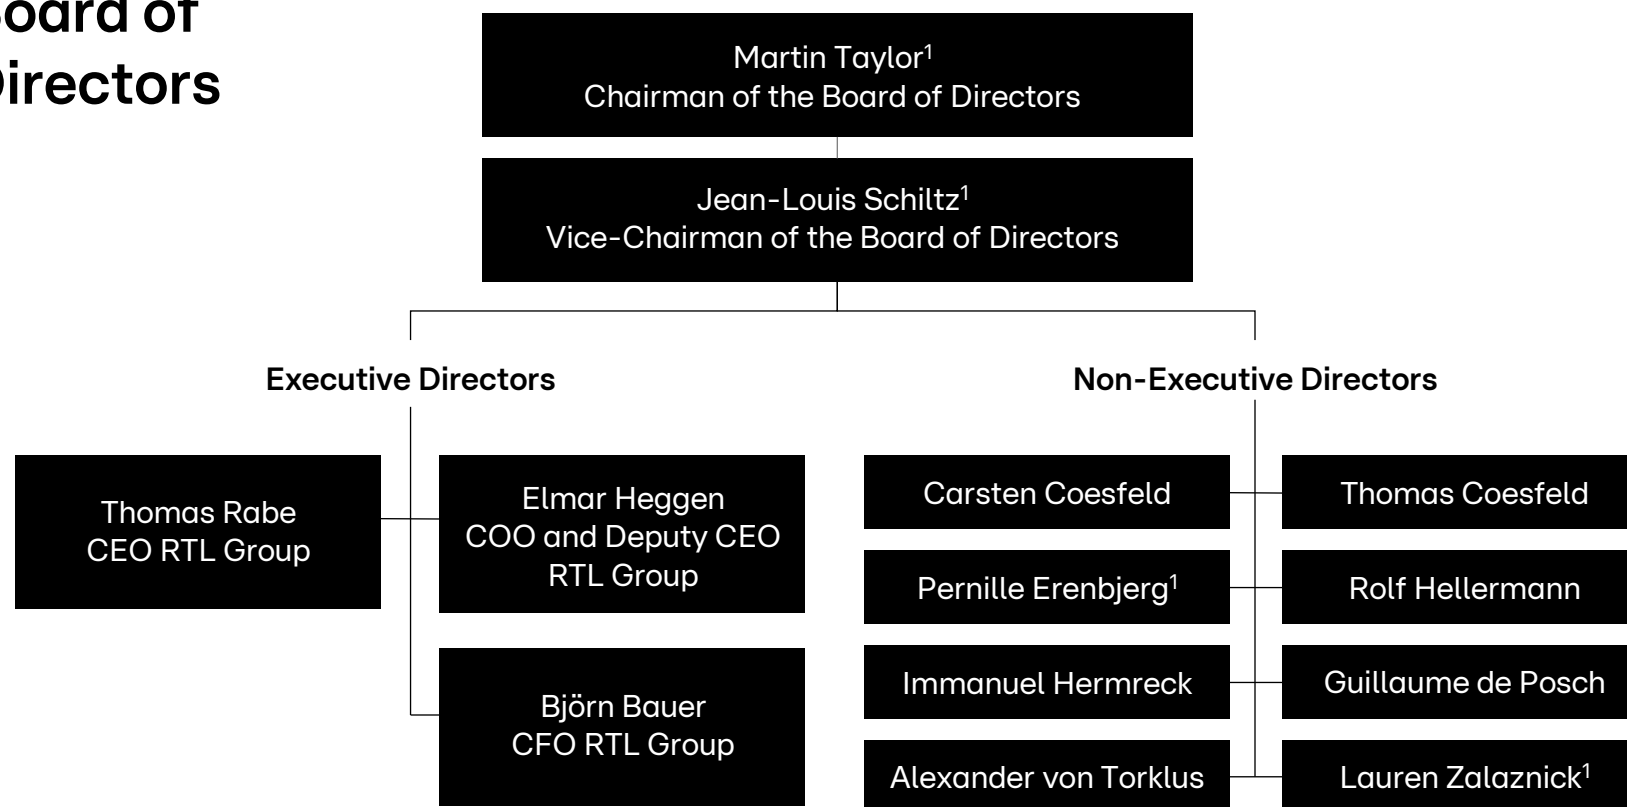 Board of
Directors
Martin Taylor¹
Chairman of the Board of Directors
Jean-Louis Schiltz¹
Vice-Chairman of the Board of Directors
Executive Directors
Thomas Rabe
CEO RTL Group
Elmar Heggen
COO and Deputy CEO
RTL Group
Björn Bauer
CFO RTL Group
Non-Executive Directors
Carsten Coesfeld
Thomas Coesfeld
Pernille Erenbjerg¹
Rolf Hellermann
Immanuel Hermreck
Guillaume de Posch
Alexander von Torklus
Lauren Zalaznick¹